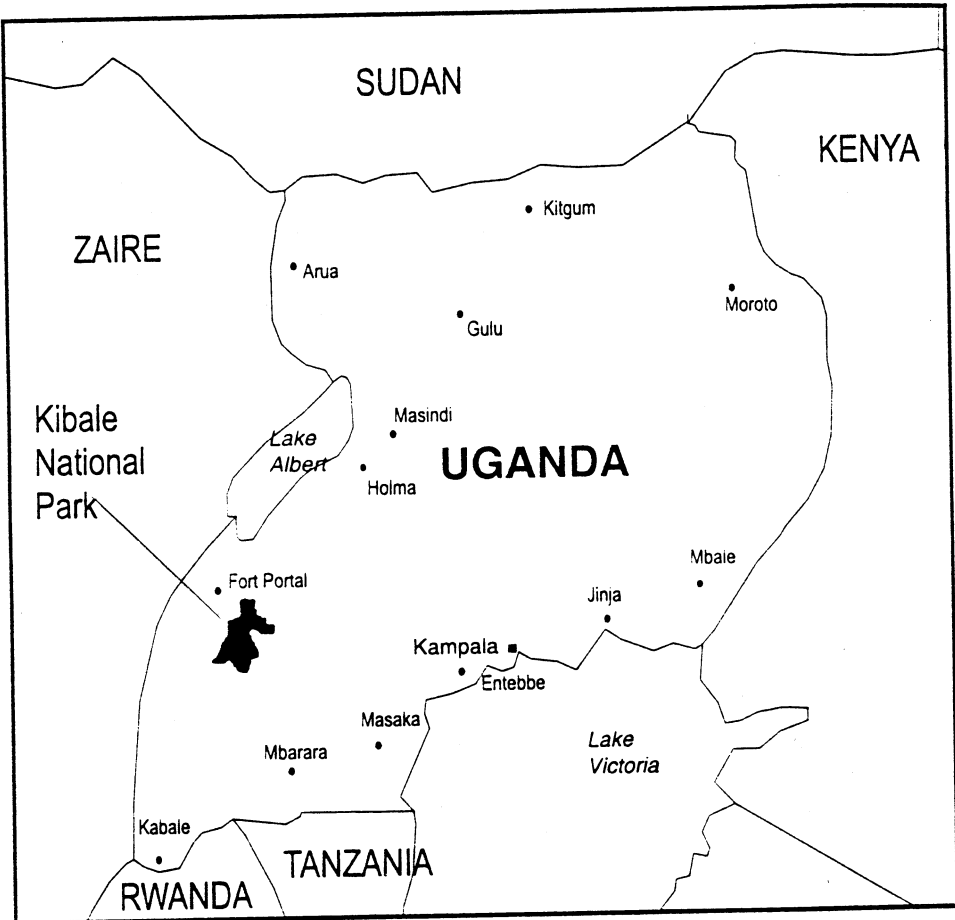 SUDAN
KENYA
ZAIRE
Kitgum
Arua
Moroto
Gulu
Kibale
National
Park
Masindi
Lake
Albert
UGANDA
Holma
Mbale
Fort Portal
Jinja
Kampala
Entebbe
Masaka
Lake
Victoria
Mbarara
Kabale
TANZANIA
RWANDA